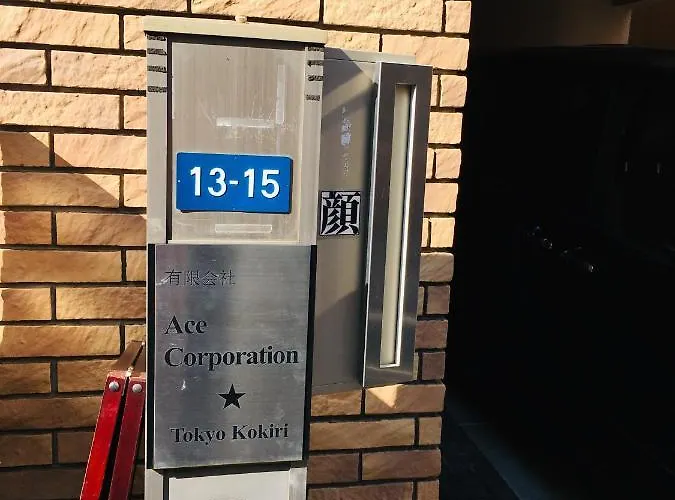 13-15
顔
有限会社
Ace
Corporation
★
Tokyo Kokiri